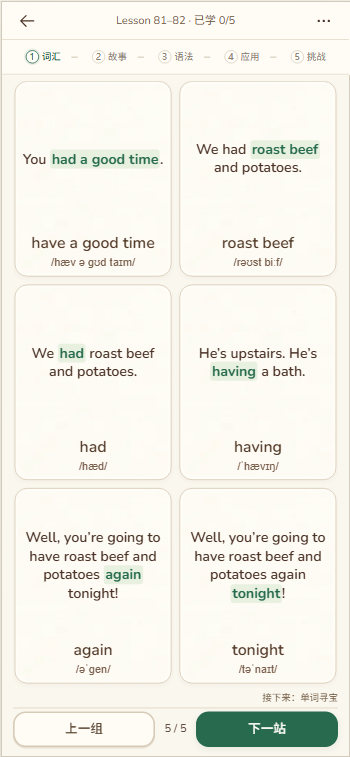 Lesson 81–82 · 已学 0/5
1 词汇 – 2 故事 – 3 语法 – 4 应用 – 5 挑战
You had a good time.
have a good time
/hæv ə ɡʊd taɪm/
We had roast beef
and potatoes.
roast beef
/rəʊst biːf/
We had roast beef
and potatoes.
had
/hæd/
He’s upstairs. He’s
having a bath.
having
/ˈhævɪŋ/
Well, you’re going to
have roast beef and
potatoes again
tonight!
again
/əˈɡen/
Well, you’re going to
have roast beef and
potatoes again
tonight!
tonight
/təˈnaɪt/
接下来：单词寻宝
上一组
5 / 5
下一站